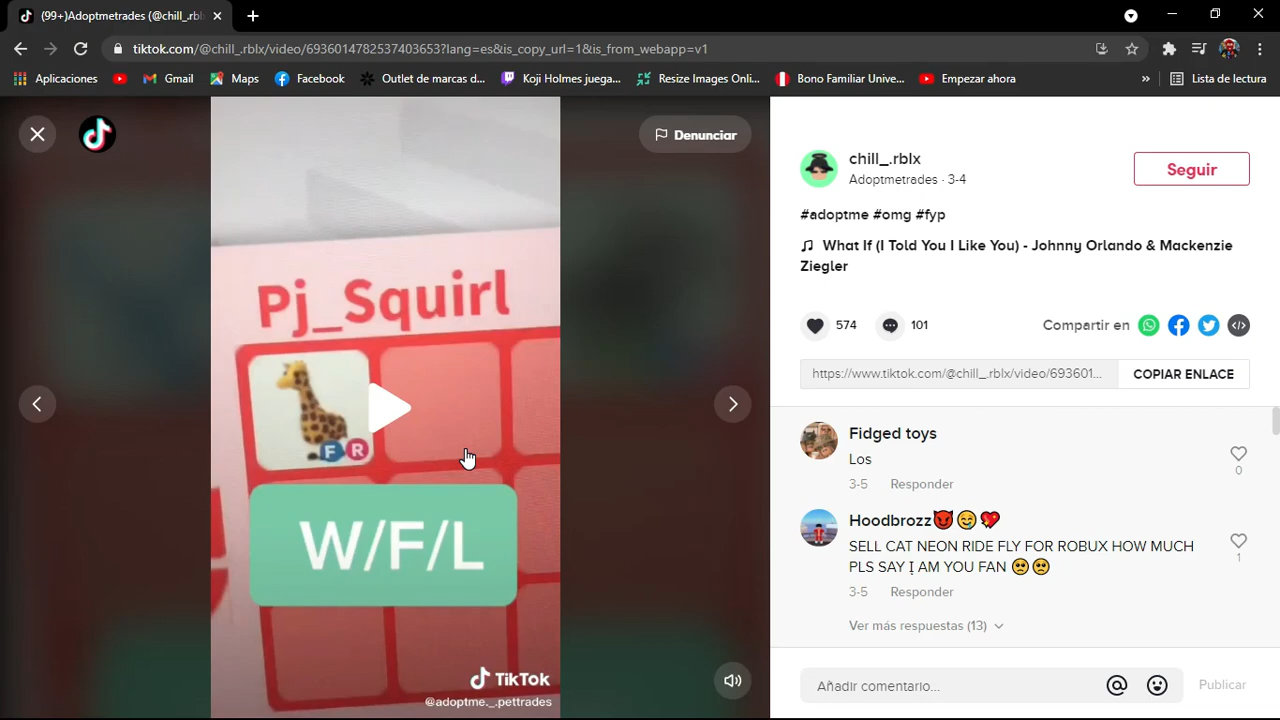 (99+)Adoptmetrades (@chill_.rbl
tiktok.com/@chill_.rblx/video/6936014782537403653?lang=es&is_copy_url=1&is_from_webapp=v1
Aplicaciones
Gmail
Maps
Facebook
Outlet de marcas d...
Koji Holmes juega...
Resize Images Onli...
Bono Familiar Unive...
Empezar ahora
»
Lista de lectura
Denunciar
Pj_Squirl
F R
W/F/L
TikTok
@adoptme._.pettrades
chill_.rblx
Adoptmetrades · 3-4
Seguir
#adoptme #omg #fyp
What If (I Told You I Like You) - Johnny Orlando & Mackenzie
Ziegler
574
101
Compartir en
https://www.tiktok.com/@chill_.rblx/video/693601...
COPIAR ENLACE
Fidged toys
Los
3-5 Responder
0
Hoodbrozz😈😊💖
SELL CAT NEON RIDE FLY FOR ROBUX HOW MUCH
PLS SAY I AM YOU FAN 🥺🥺
1
3-5 Responder
Ver más respuestas (13)
Añadir comentario...
Publicar